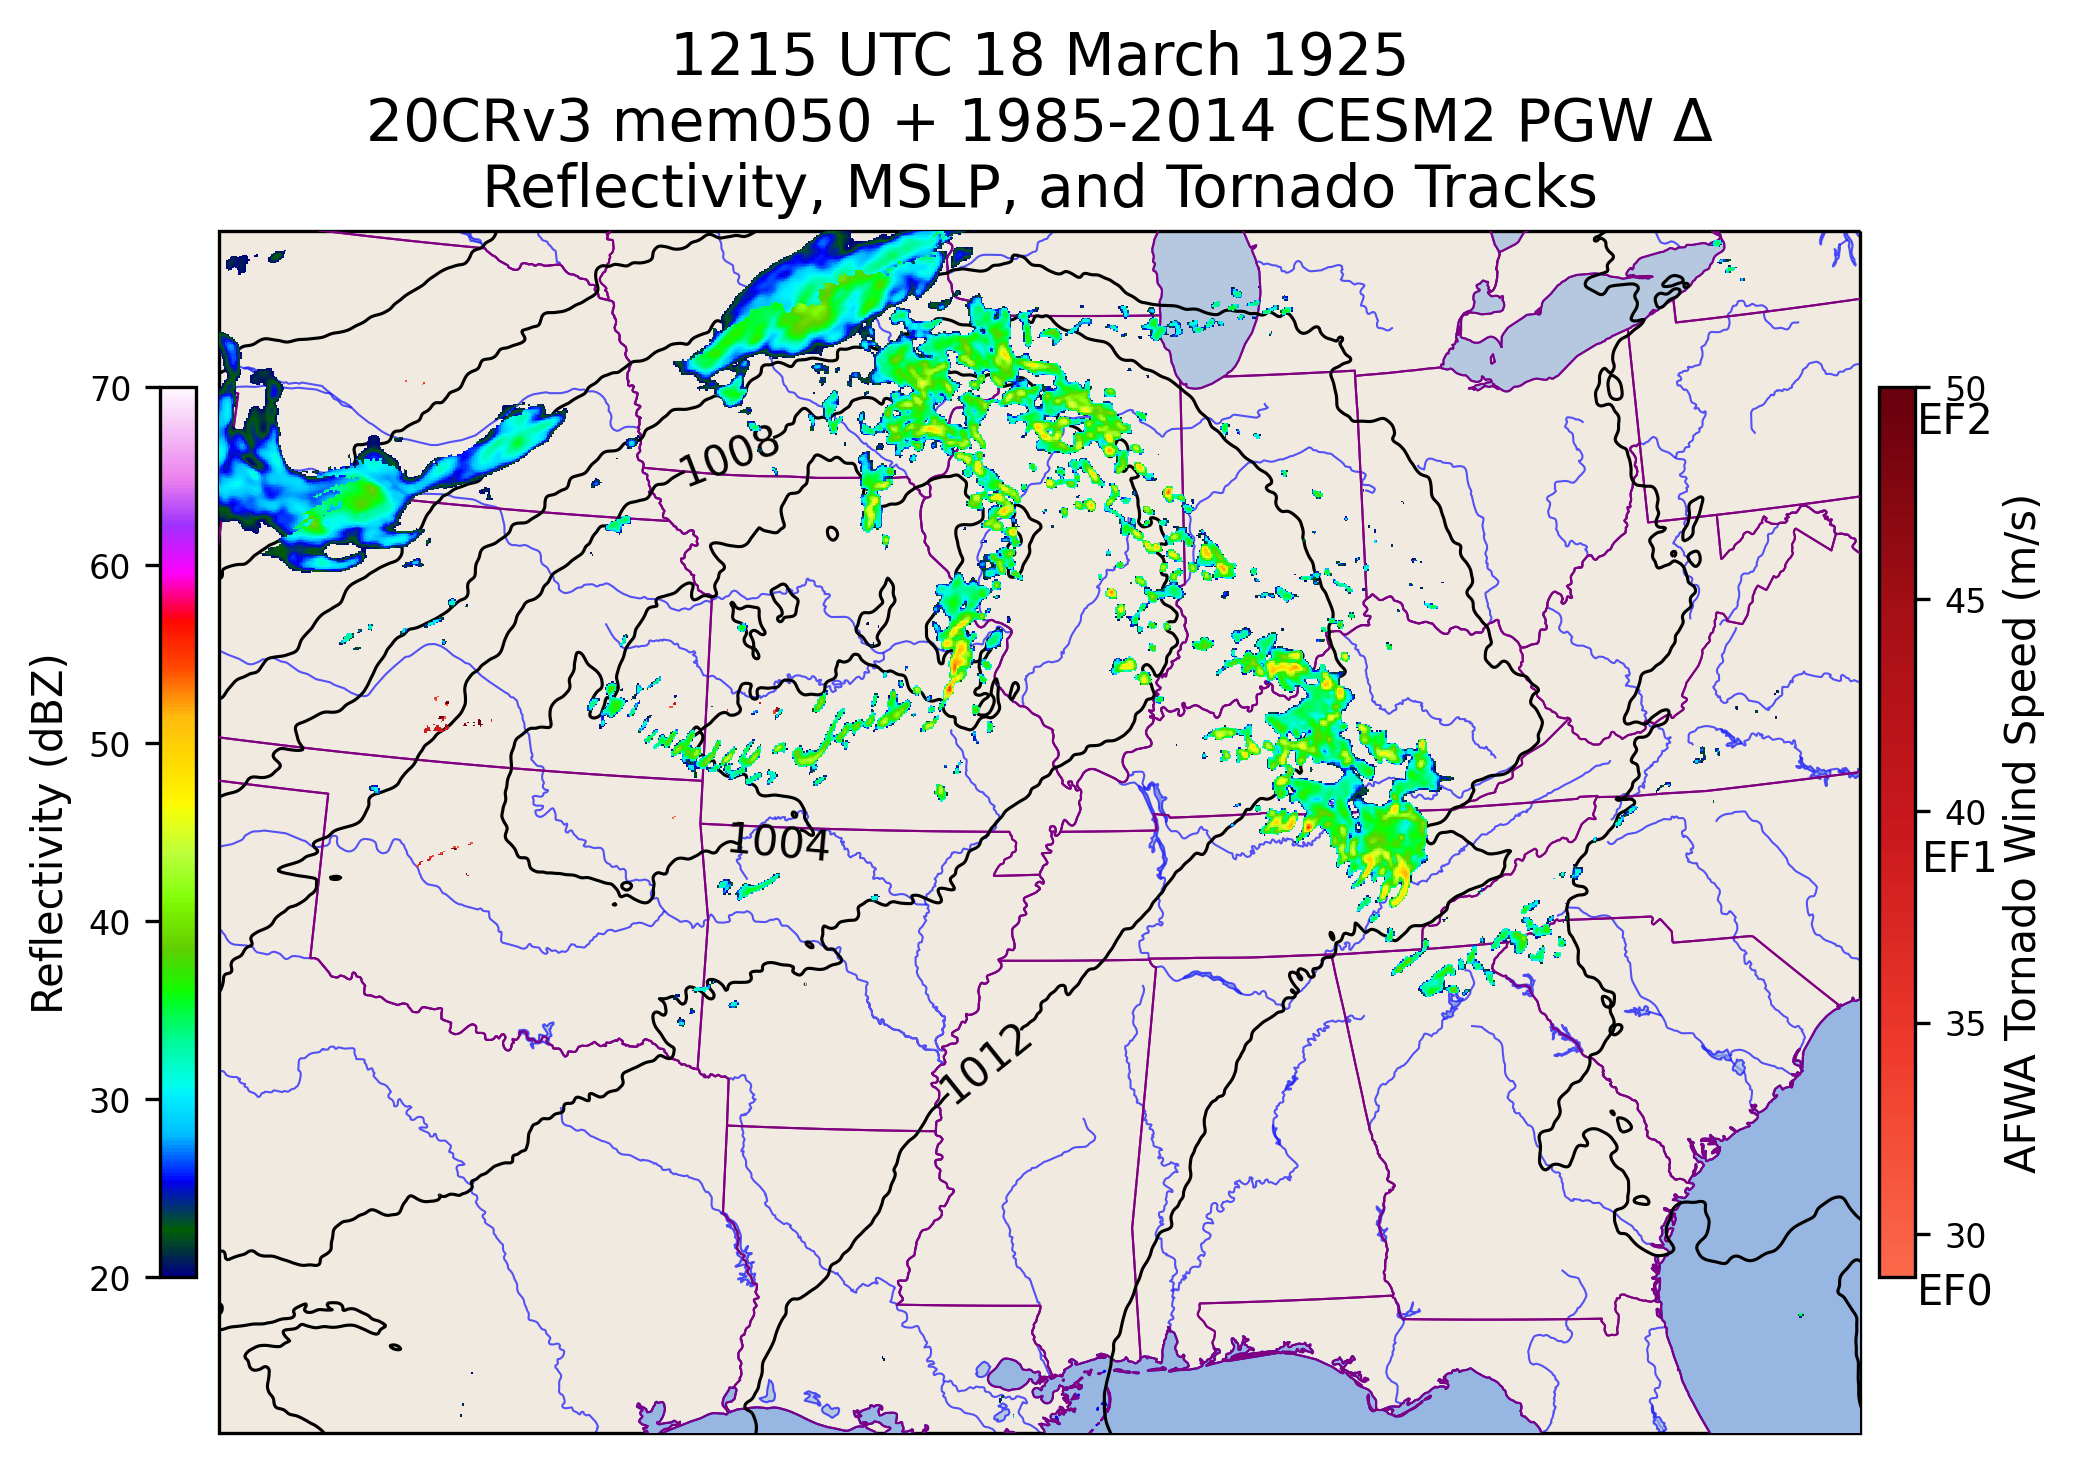 1215 UTC 18 March 1925
20CRv3 mem050 + 1985-2014 CESM2 PGW Δ
Reflectivity, MSLP, and Tornado Tracks
Reflectivity (dBZ)
70
60
50
40
30
20
1008
1004
1012
50
EF2
45
40
EF1
35
30
EF0
AFWA Tornado Wind Speed (m/s)